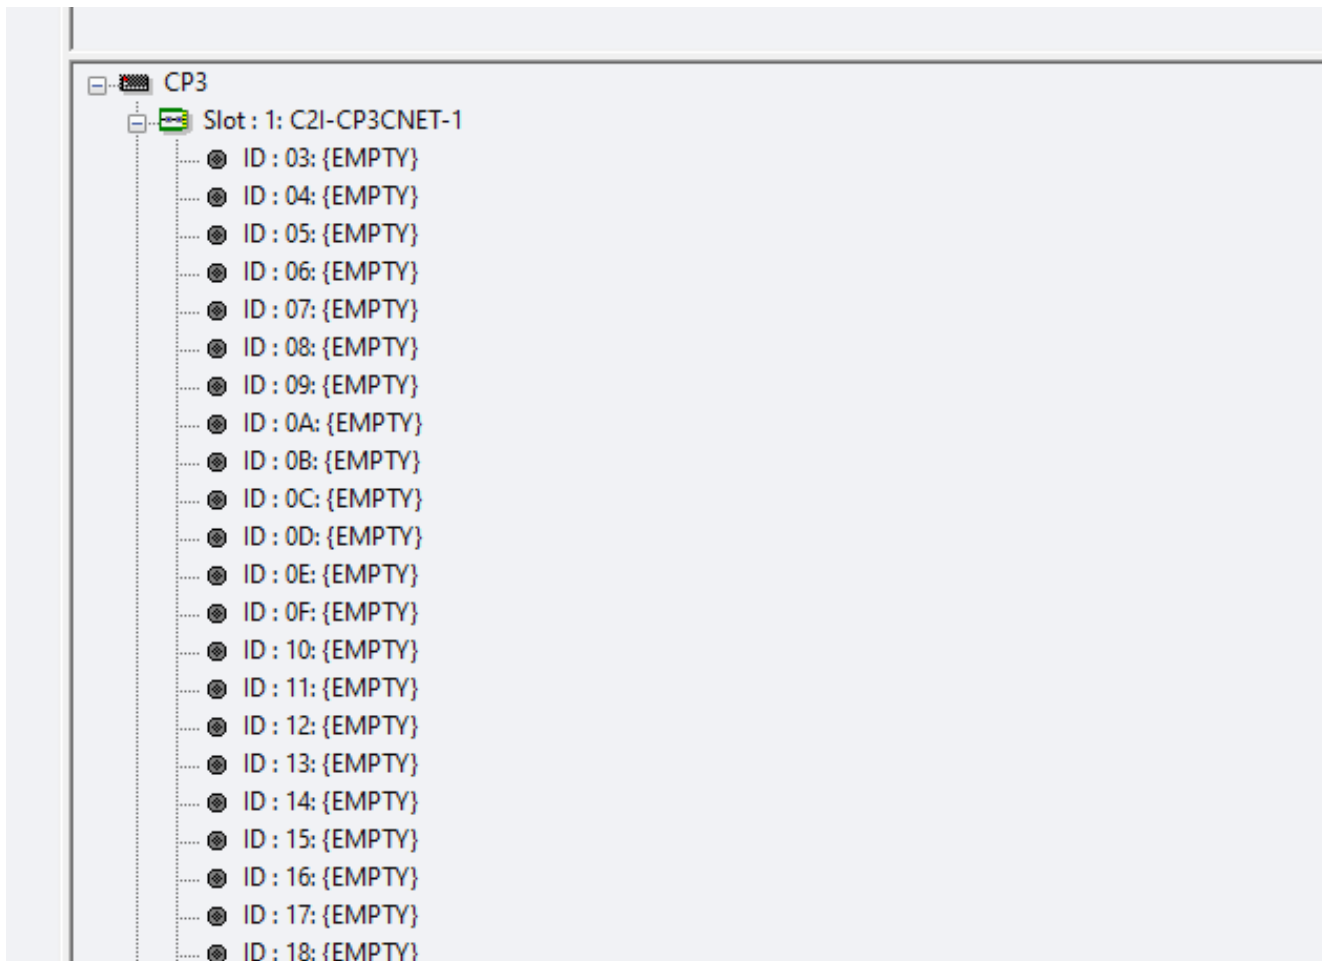 CP3
Slot : 1: C2I-CP3CNET-1
ID : 03: {EMPTY}
ID : 04: {EMPTY}
ID : 05: {EMPTY}
ID : 06: {EMPTY}
ID : 07: {EMPTY}
ID : 08: {EMPTY}
ID : 09: {EMPTY}
ID : 0A: {EMPTY}
ID : 0B: {EMPTY}
ID : 0C: {EMPTY}
ID : 0D: {EMPTY}
ID : 0E: {EMPTY}
ID : 0F: {EMPTY}
ID : 10: {EMPTY}
ID : 11: {EMPTY}
ID : 12: {EMPTY}
ID : 13: {EMPTY}
ID : 14: {EMPTY}
ID : 15: {EMPTY}
ID : 16: {EMPTY}
ID : 17: {EMPTY}
ID : 18: {EMPTY}